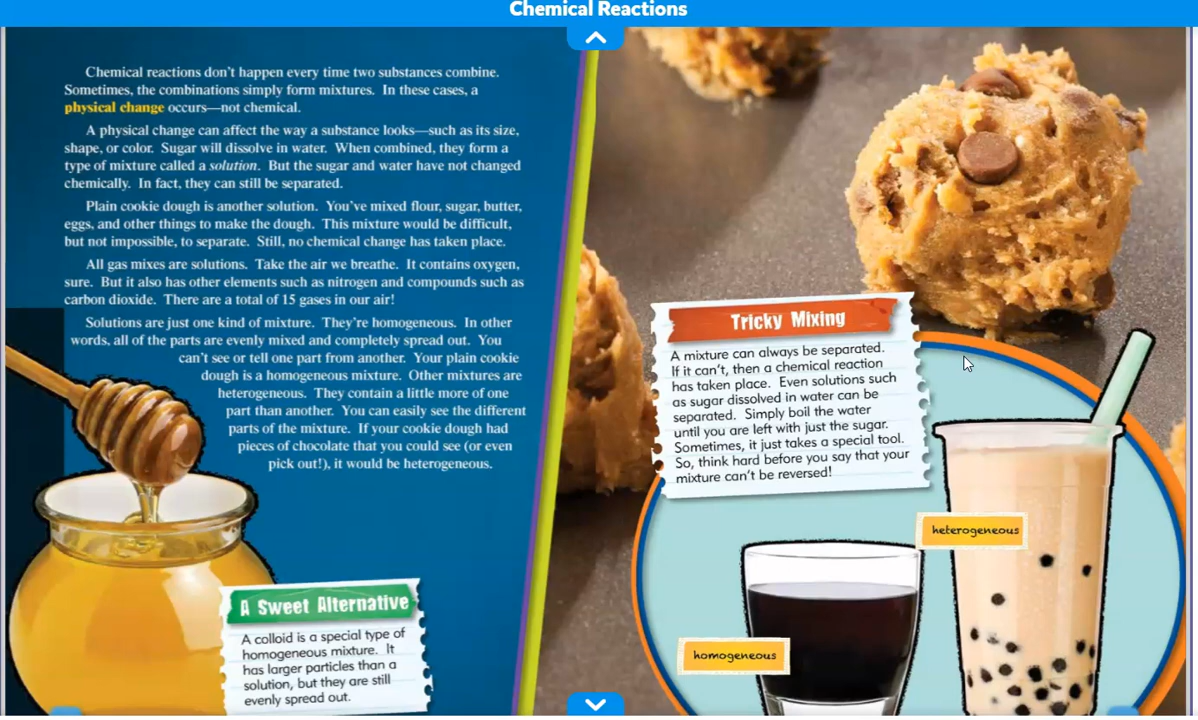 Chemical Reactions
Chemical reactions don't happen every time two substances combine.
Sometimes, the combinations simply form mixtures. In these cases, a
physical change occurs—not chemical.
A physical change can affect the way a substance looks—such as its size,
shape, or color. Sugar will dissolve in water. When combined, they form a
type of mixture called a solution. But the sugar and water have not changed
chemically. In fact, they can still be separated.
Plain cookie dough is another solution. You've mixed flour, sugar, butter,
eggs, and other things to make the dough. This mixture would be difficult,
but not impossible, to separate. Still, no chemical change has taken place.
All gas mixes are solutions. Take the air we breathe. It contains oxygen,
sure. But it also has other elements such as nitrogen and compounds such as
carbon dioxide. There are a total of 15 gases in our air!
Solutions are just one kind of mixture. They're homogeneous. In other
words, all of the parts are evenly mixed and completely spread out. You
can't see or tell one part from another. Your plain cookie
dough is a homogeneous mixture. Other mixtures are
heterogeneous. They contain a little more of one
part than another. You can easily see the different
parts of the mixture. If your cookie dough had
pieces of chocolate that you could see (or even
pick out!), it would be heterogeneous.
A Sweet Alternative
A colloid is a special type of
homogeneous mixture. It
has larger particles than a
solution, but they are still
evenly spread out.
Tricky Mixing
A mixture can always be separated.
If it can't, then a chemical reaction
has taken place. Even solutions such
as sugar dissolved in water can be
separated. Simply boil the water
until you are left with just the sugar.
Sometimes, it just takes a special tool.
So, think hard before you say that your
mixture can't be reversed!
heterogeneous
homogeneous